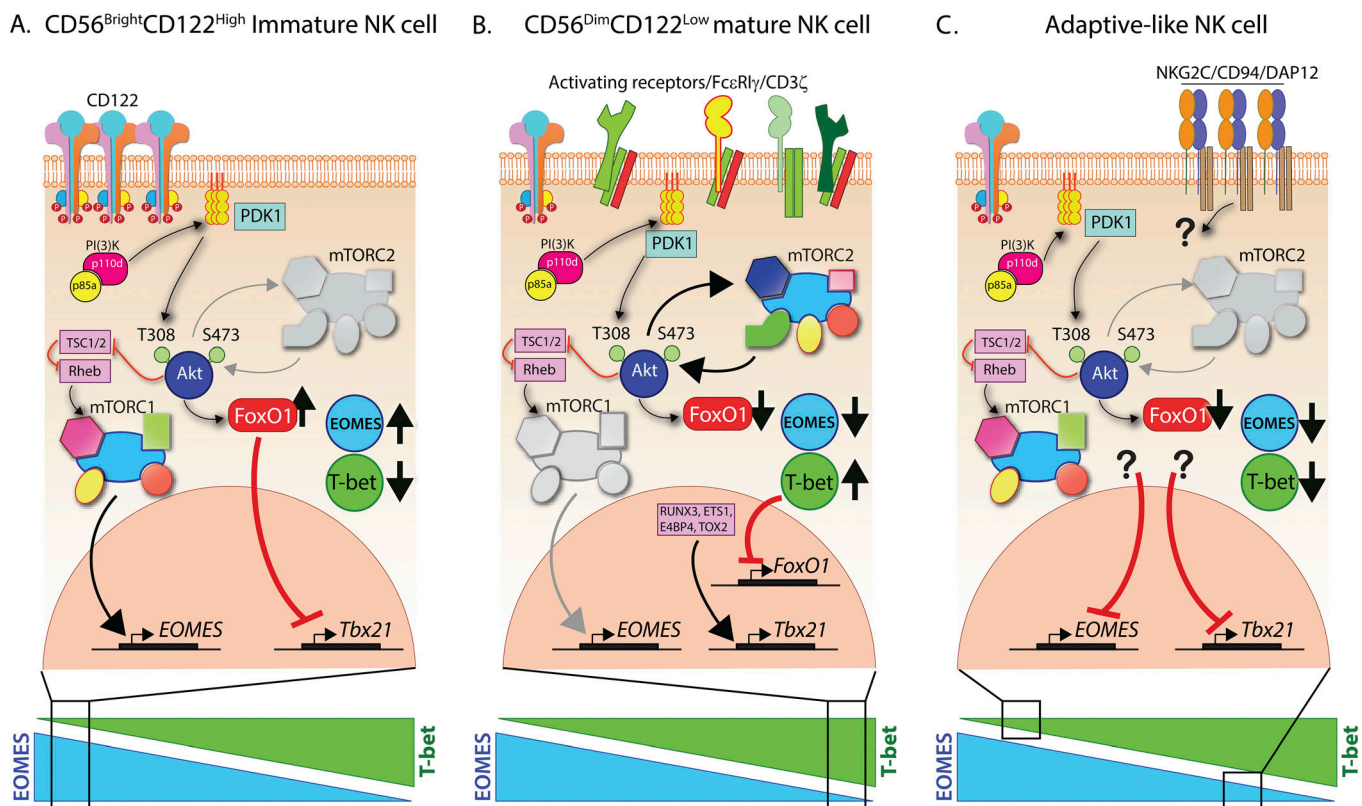 A. CD56BrightCD122High Immature NK cell
CD122
P P P P P P
PDK1
PI(3)K
p110d
p85a
mTORC2
T308 S473
TSC1/2
Rheb
Akt
mTORC1
FoxO1
EOMES
T-bet
EOMES
Tbx21
EOMES
T-bet
B. CD56DimCD122Low mature NK cell
Activating receptors/FcεRIγ/CD3ζ
P P P P
PDK1
PI(3)K
p110d
p85a
mTORC2
T308 S473
TSC1/2
Rheb
Akt
mTORC1
FoxO1
EOMES
T-bet
RUNX3, ETS1,
E4BP4, TOX2
FoxO1
EOMES
Tbx21
EOMES
T-bet
C. Adaptive-like NK cell
NKG2C/CD94/DAP12
P P P P
PDK1
?
PI(3)K
p110d
p85a
mTORC2
T308 S473
TSC1/2
Rheb
Akt
mTORC1
FoxO1
EOMES
? ?
T-bet
EOMES
Tbx21
EOMES
T-bet